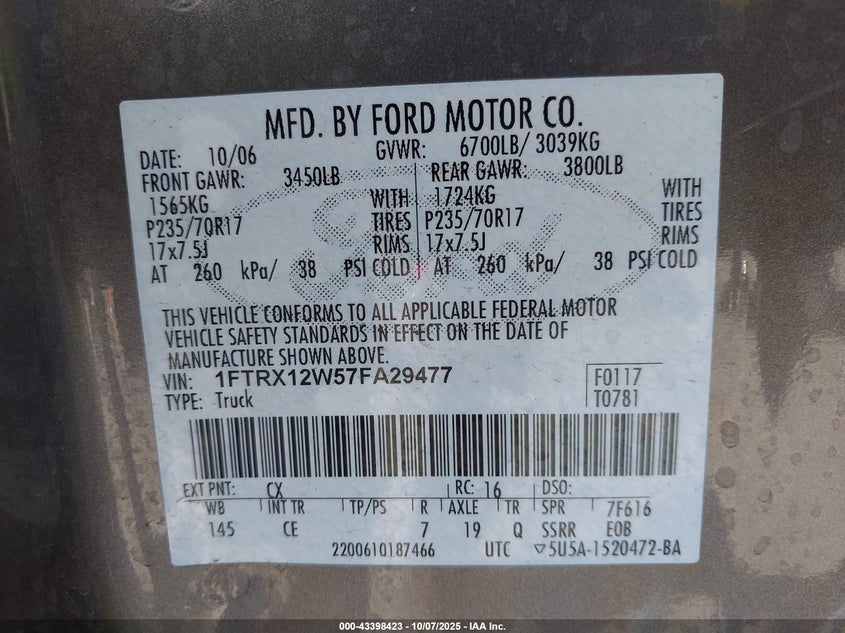 MFD. BY FORD MOTOR CO.
DATE: 10/06 GVWR: 6700LB/ 3039KG
FRONT GAWR: 3450LB REAR GAWR: 3800LB
1565KG WITH 1724KG WITH
P235/70R17 TIRES P235/70R17 TIRES
17x7.5J RIMS 17x7.5J RIMS
AT 260 kPa/ 38 PSI COLD AT 260 kPa/ 38 PSI COLD
Ford
THIS VEHICLE CONFORMS TO ALL APPLICABLE FEDERAL MOTOR
VEHICLE SAFETY STANDARDS IN EFFECT ON THE DATE OF
MANUFACTURE SHOWN ABOVE.
VIN: 1FTRX12W57FA29477 F0117
TYPE: Truck T0781
EXT PNT: CX RC: 16 DSO:
WB INT TR TP/PS R AXLE TR SPR 7F616
145 CE 7 19 Q SSRR EOB
2200610187466 UTC ▽5U5A-1520472-BA
000-43398423 - 10/07/2025 - IAA Inc.